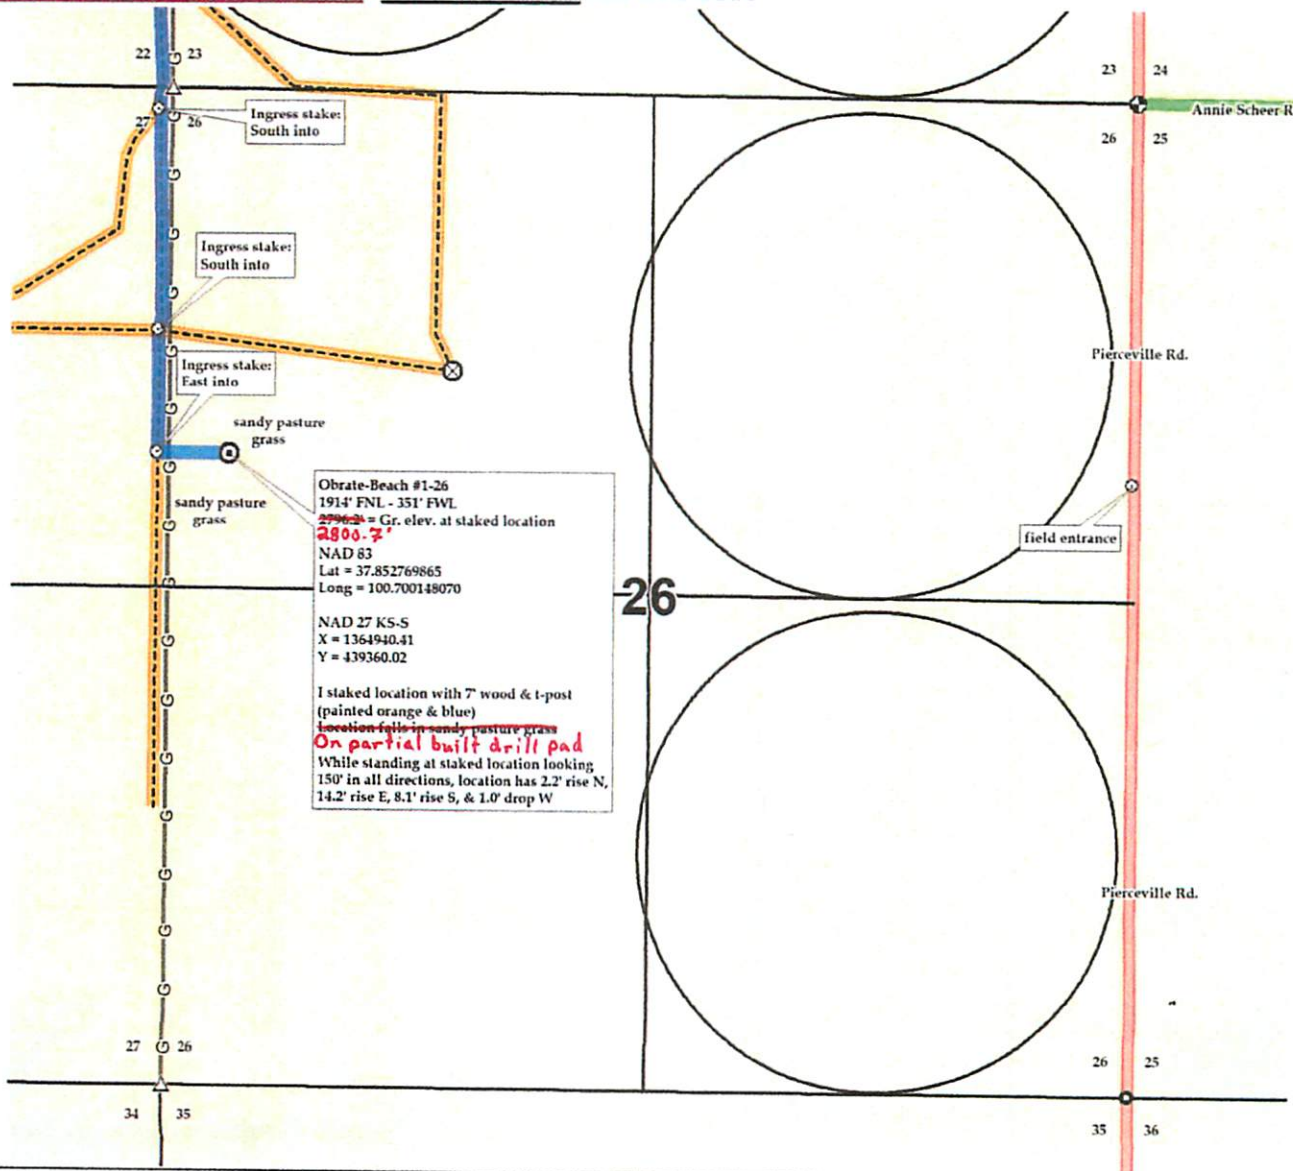 22 23
23 24
27 26
Ingress stake:
South into
Annie Scheer R
26 25
Ingress stake:
South into
Pierceville Rd.
Ingress stake:
East into
sandy pasture
grass
sandy pasture
grass
Obrate-Beach #1-26
1914' FNL - 351' FWL
2796.2' = Gr. elev. at staked location
2800.7'
NAD 83
Lat = 37.852769865
Long = 100.700148070
NAD 27 KS-S
X = 1364940.41
Y = 439360.02
I staked location with 7' wood & t-post
(painted orange & blue)
Location falls in sandy pasture grass
On partial built drill pad
While standing at staked location looking
150' in all directions, location has 2.2' rise N,
14.2' rise E, 8.1' rise S, & 1.0' drop W
field entrance
26
Pierceville Rd.
G G G G G G G G G G G G G G G G G G
27 G 26
26 25
34 35
35 36